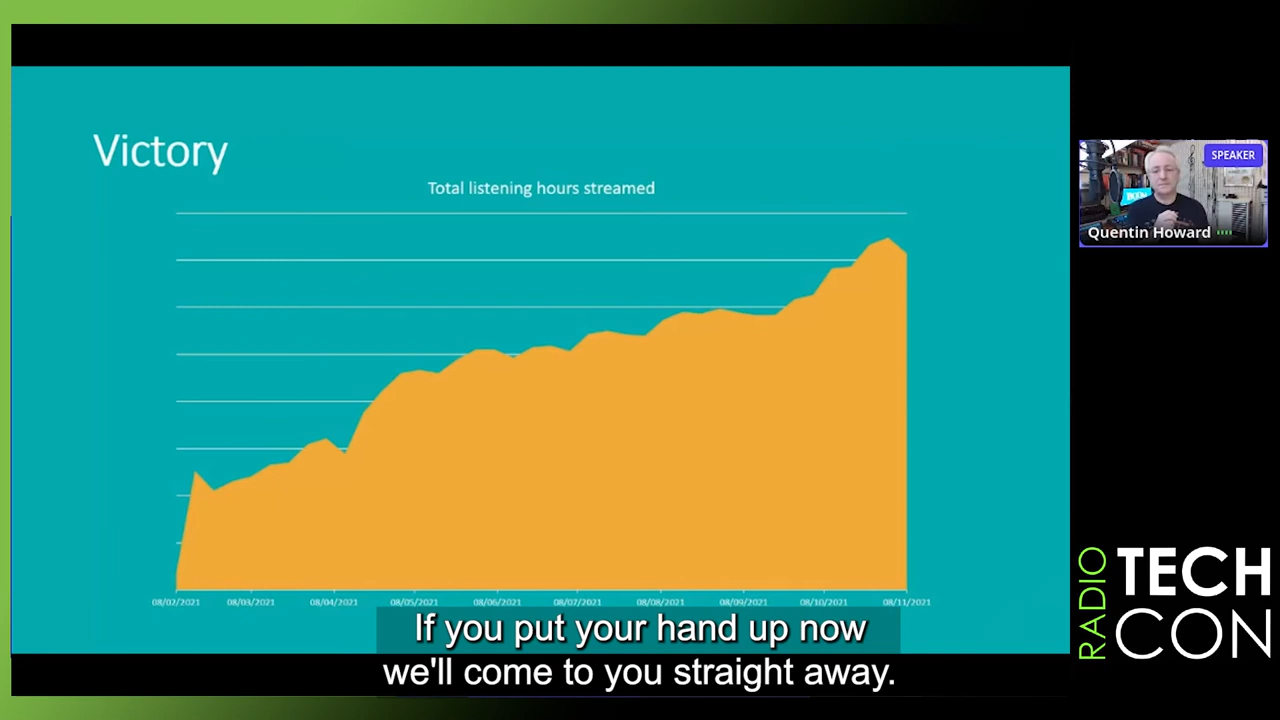 Victory
Total listening hours streamed
08/02/2021 08/03/2021 08/04/2021 08/05/2021 08/06/2021 08/07/2021 08/08/2021 08/09/2021 08/10/2021 08/11/2021
If you put your hand up now
we'll come to you straight away.
SPEAKER
Quentin Howard
RADIO
TECH
CON